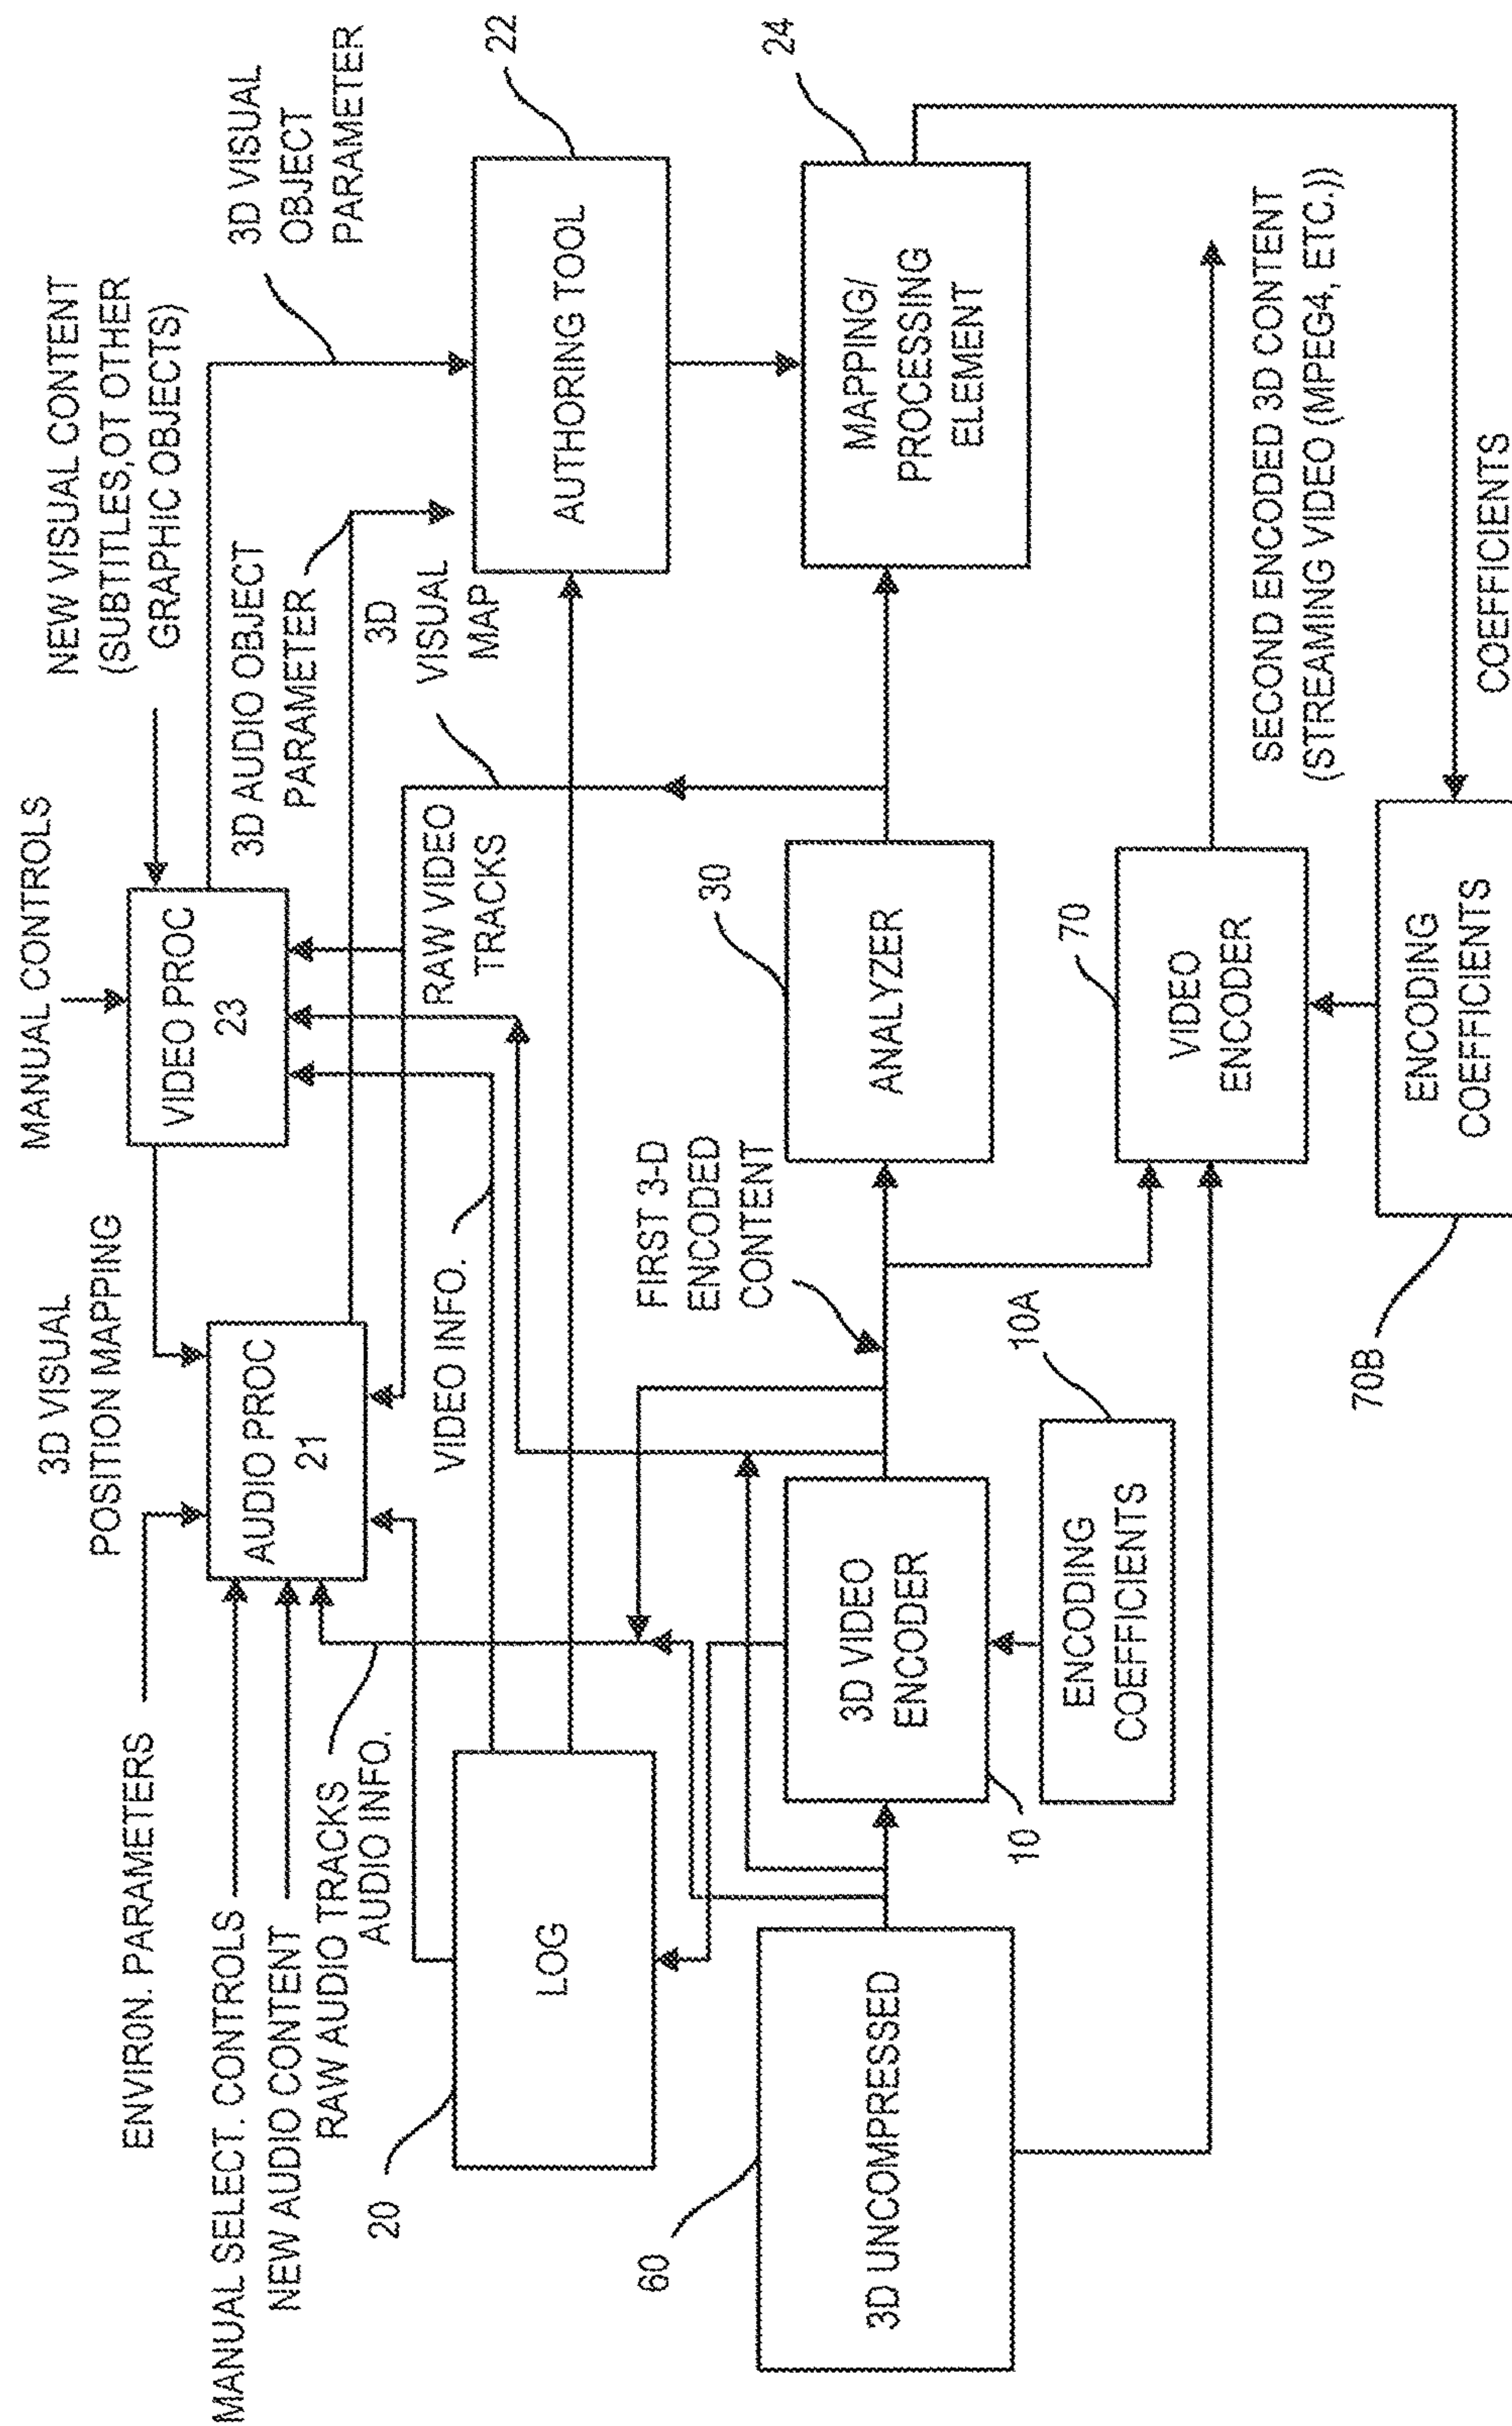 MANUAL CONTROLS
NEW VISUAL CONTENT
(SUBTITLES,OT OTHER
GRAPHIC OBJECTS)
3D VISUAL
OBJECT
PARAMETER
3D VISUAL
POSITION MAPPING
VIDEO PROC
23
ENVIR0N. PARAMETERS
MANUAL SELECT. CONTROLS
NEW AUDIO CONTENT
RAW AUDIO TRACKS
AUDIO INFO.
AUDIO PROC
21
3D AUDIO OBJECT
PARAMETER
3D
VISUAL
MAP
RAW VIDEO
TRACKS
VIDEO INFO.
20
LOG
AUTHORING TOOL
22
FIRST 3-D
ENCODED
CONTENT
60
3D UNCOMPRESSED
3D VIDEO
ENCODER
10
30
ANALYZER
MAPPING/
PROCESSING
ELEMENT
24
10A
ENCODING
COEFFICIENTS
70
VIDEO
ENCODER
SECOND ENCODED 3D CONTENT
(STREAMING VIDEO (MPEG4, ETC.))
70B
ENCODING
COEFFICIENTS
COEFFICIENTS